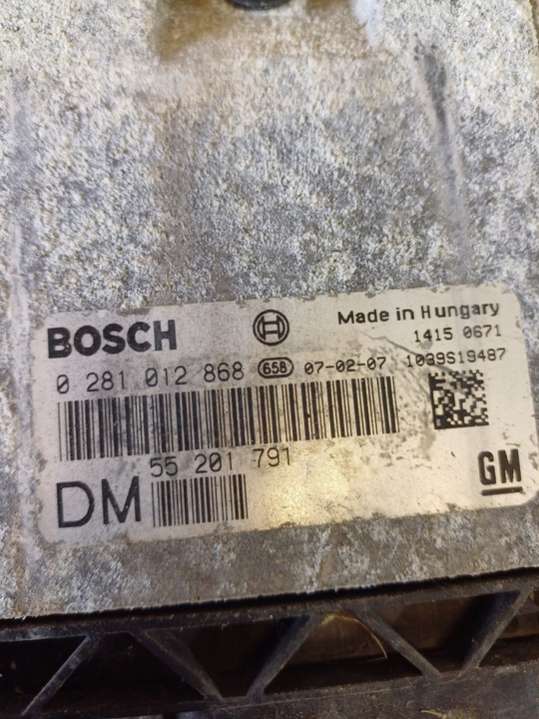 BOSCH
Made in Hungary
1415 0671
0 281 012 868 658 07-02-07 1039S19487
55 201 791
DM
GM